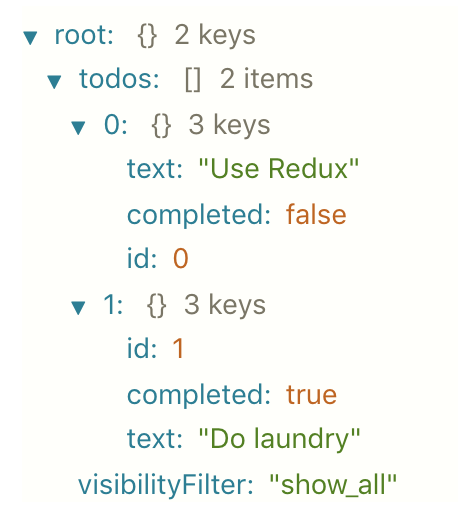 ▼ root: {} 2 keys
▼ todos: [] 2 items
▼ 0: {} 3 keys
text: "Use Redux"
completed: false
id: 0
▼ 1: {} 3 keys
id: 1
completed: true
text: "Do laundry"
visibilityFilter: "show_all"